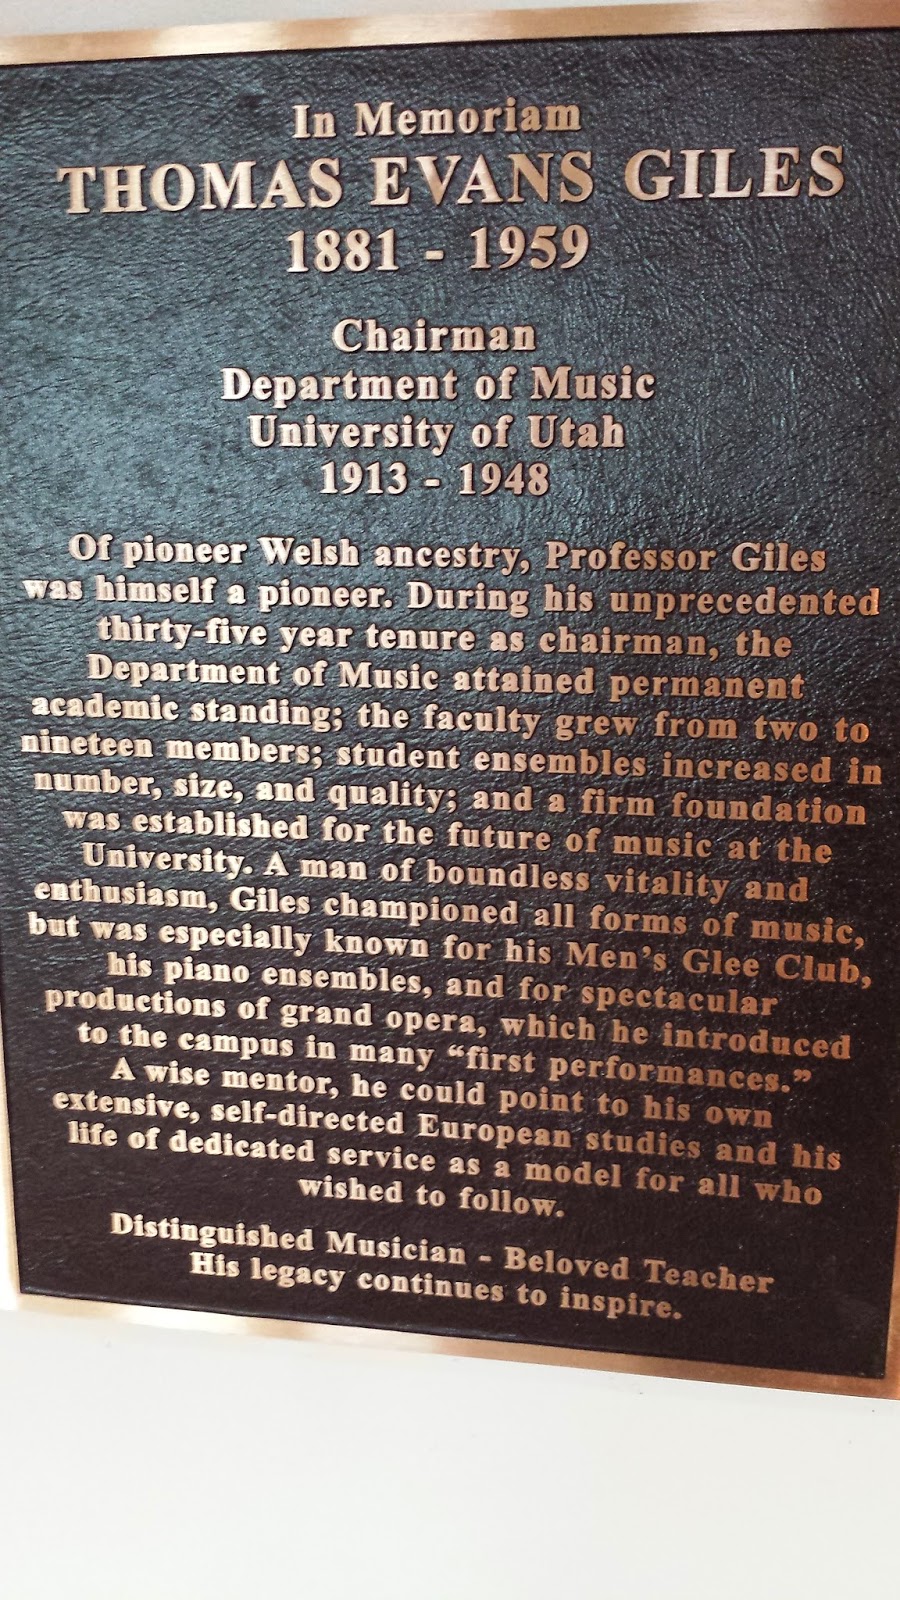 In Memoriam
THOMAS EVANS GILES
1881 - 1959
Chairman
Department of Music
University of Utah
1913 - 1948
Of pioneer Welsh ancestry, Professor Giles
was himself a pioneer. During his unprecedented
thirty-five year tenure as chairman, the
Department of Music attained permanent
academic standing; the faculty grew from two to
nineteen members; student ensembles increased in
number, size, and quality; and a firm foundation
was established for the future of music at the
University. A man of boundless vitality and
enthusiasm, Giles championed all forms of music,
but was especially known for his Men's Glee Club,
his piano ensembles, and for spectacular
productions of grand opera, which he introduced
to the campus in many “first performances.”
A wise mentor, he could point to his own
extensive, self-directed European studies and his
life of dedicated service as a model for all who
wished to follow.
Distinguished Musician - Beloved Teacher
His legacy continues to inspire.